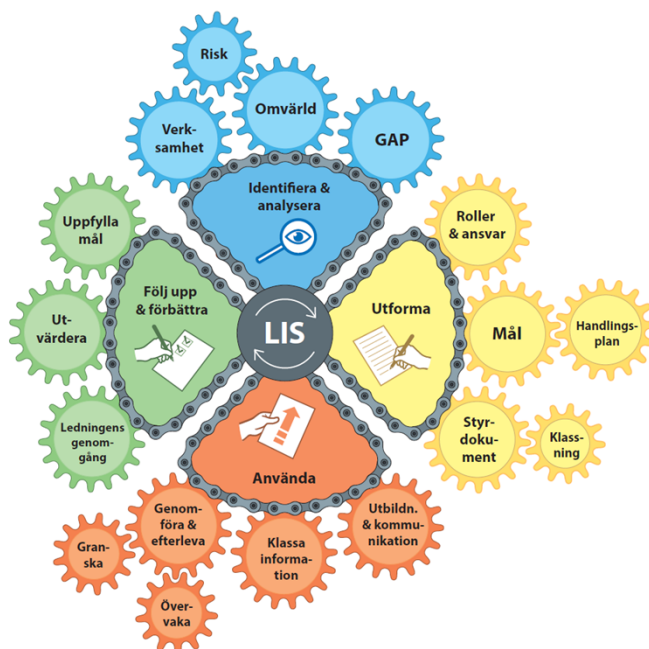 Risk
Omvärld
Verk-
samhet
GAP
Identifiera &
analysera
Uppfylla
mål
Roller
& ansvar
Följ upp
& förbättra
Ut-
värdera
LIS
Utforma
Mål
Handlings-
plan
Ledningens
genom-
gång
Styr-
doku-
ment
Klass-
ning
Använda
Genom-
föra &
efterleva
Utbildn.
& kommu-
nikation
Gran-
ska
Klassa
informa-
tion
Över-
vaka